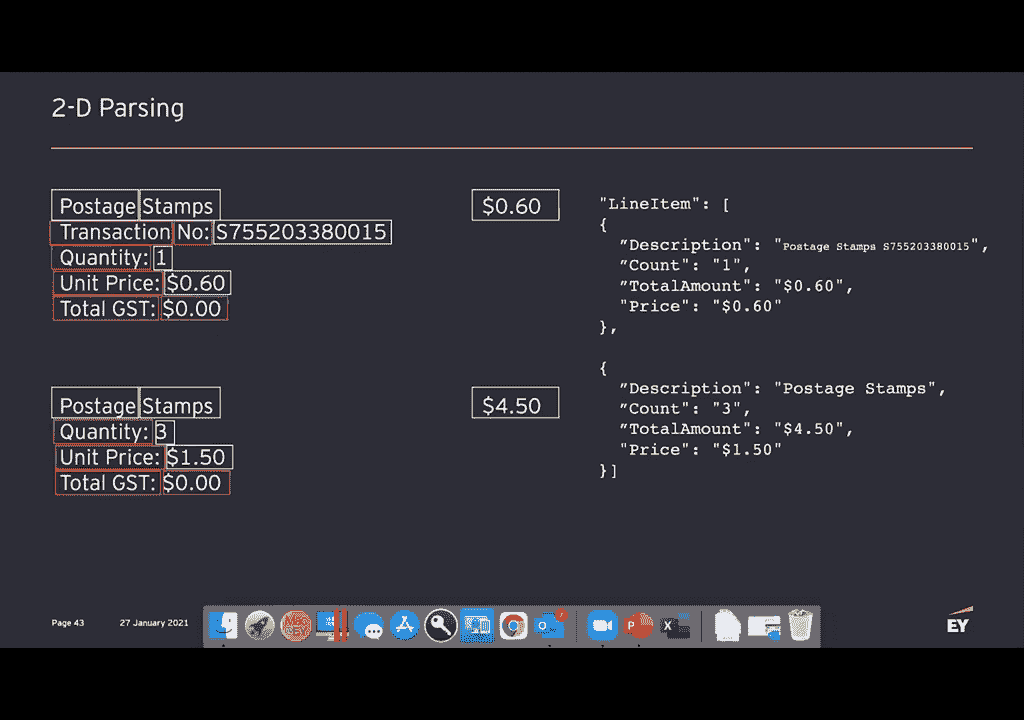 2-D Parsing
Postage Stamps
Transaction No: S755203380015
Quantity: 1
Unit Price: $0.60
Total GST: $0.00
$0.60
Postage Stamps
Quantity: 3
Unit Price: $1.50
Total GST: $0.00
$4.50
"LineItem": [
{
"Description": "Postage Stamps S755203380015",
"Count": "1",
"TotalAmount": "$0.60",
"Price": "$0.60"
},
{
"Description": "Postage Stamps",
"Count": "3",
"TotalAmount": "$4.50",
"Price": "$1.50"
}]
Page 43
27 January 2021
EY